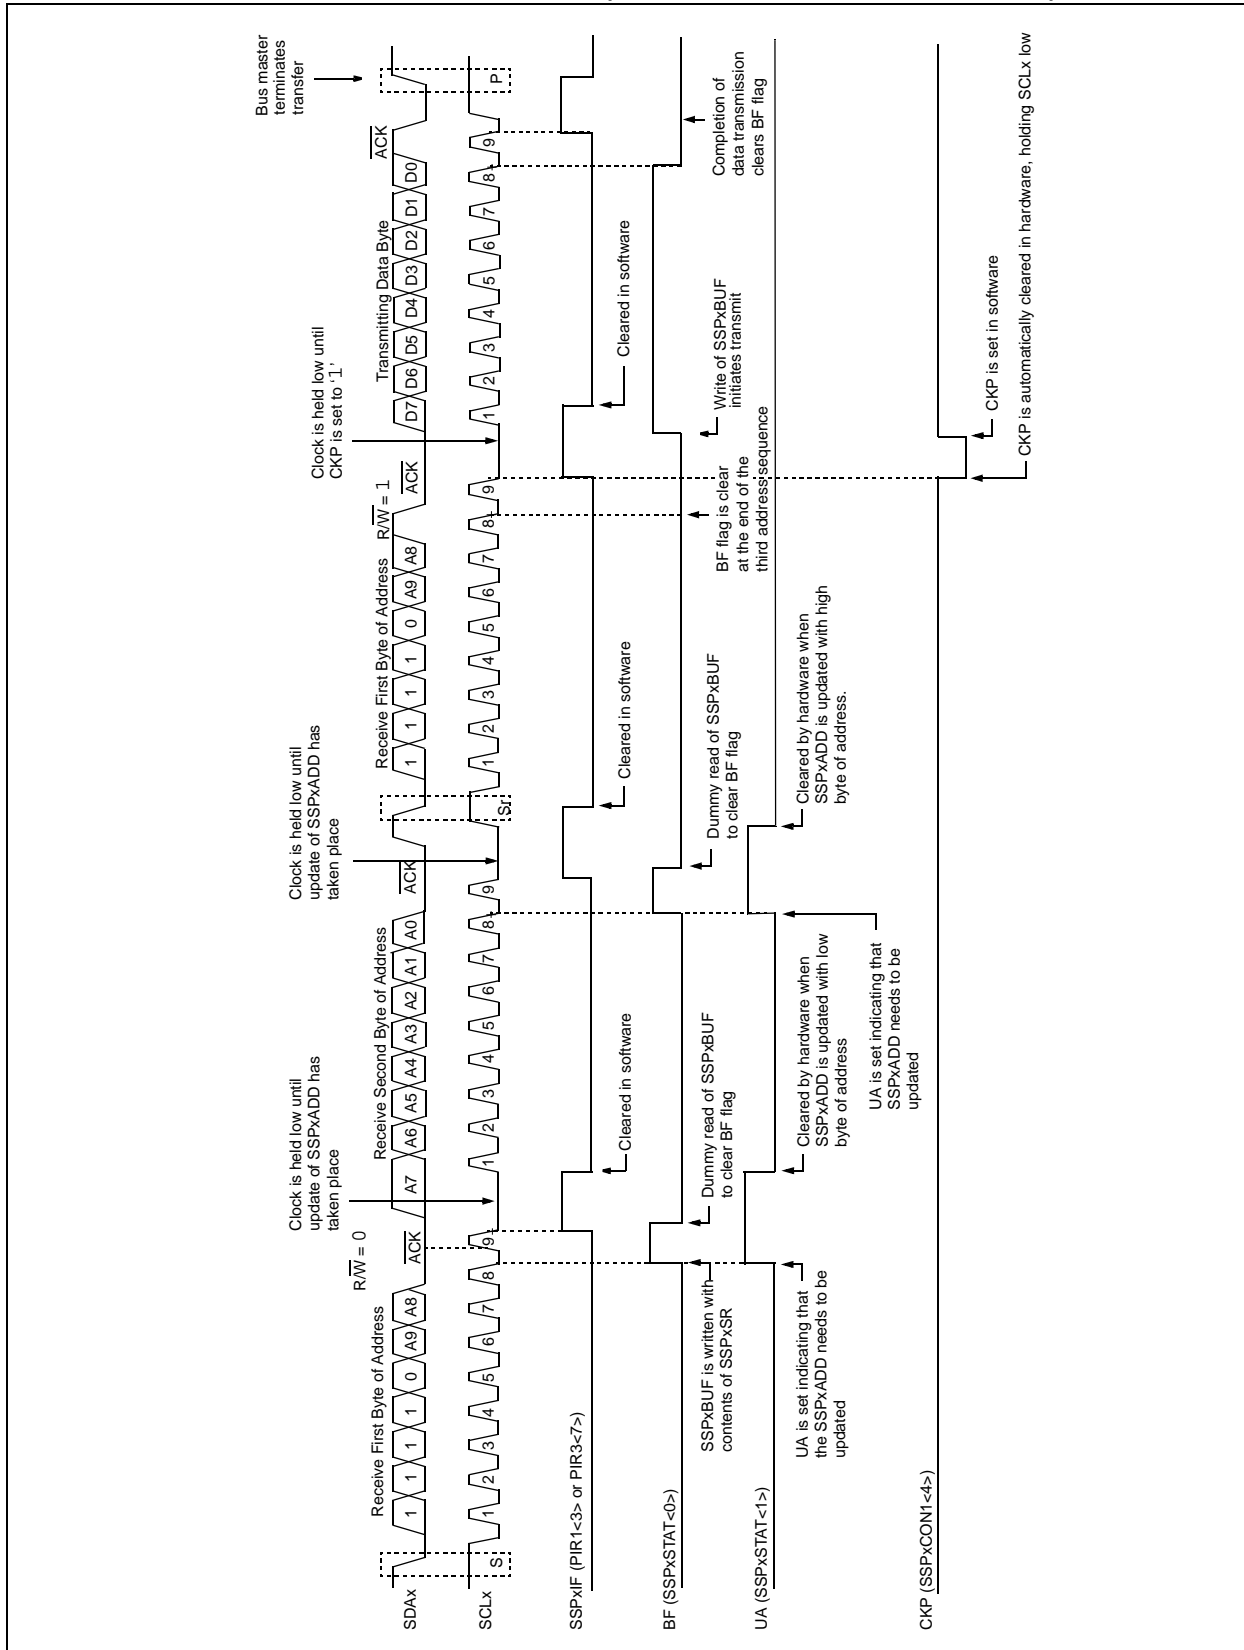 Bus master
terminates
transfer
Clock is held low until
CKP is set to ‘1’
Clock is held low until
update of SSPxADD has
taken place
Clock is held low until
update of SSPxADD has
taken place
R/W = 0
R/W = 1
Receive First Byte of Address
ACK
Receive Second Byte of Address
ACK
Receive First Byte of Address
ACK
Transmitting Data Byte
ACK
SDAx
1 1 1 1 0 A9 A8
A7 A6 A5 A4 A3 A2 A1 A0
1 1 1 1 0 A9 A8
D7 D6 D5 D4 D3 D2 D1 D0
SCLx
S
1 2 3 4 5 6 7 8 9
1 2 3 4 5 6 7 8 9
Sr
1 2 3 4 5 6 7 8 9
1 2 3 4 5 6 7 8 9
P
SSPxIF (PIR1<3> or PIR3<7>)
Cleared in software
Cleared in software
Cleared in software
BF (SSPxSTAT<0>)
SSPxBUF is written with
contents of SSPxSR
Dummy read of SSPxBUF
to clear BF flag
Dummy read of SSPxBUF
to clear BF flag
BF flag is clear
at the end of the
third address sequence
Write of SSPxBUF
initiates transmit
Completion of
data transmission
clears BF flag
UA (SSPxSTAT<1>)
UA is set indicating that
the SSPxADD needs to be
updated
Cleared by hardware when
SSPxADD is updated with low
byte of address
UA is set indicating that
SSPxADD needs to be
updated
Cleared by hardware when
SSPxADD is updated with high
byte of address.
CKP (SSPxCON1<4>)
CKP is set in software
CKP is automatically cleared in hardware, holding SCLx low